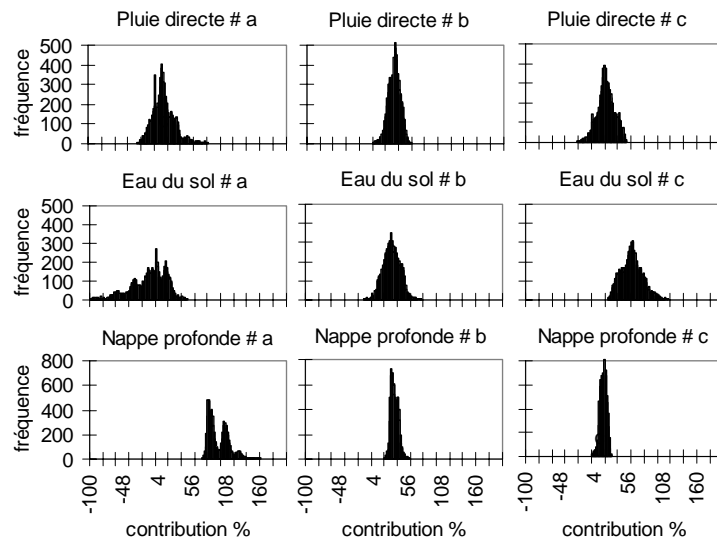 Pluie directe # a Pluie directe # b Pluie directe # c
fréquence
500
400
300
200
100
0
Eau du sol # a Eau du sol # b Eau du sol # c
fréquence
500
400
300
200
100
0
Nappe profonde # a Nappe profonde # b Nappe profonde # c
fréquence
800
600
400
200
0
-100 -48 4 56 108 160 -100 -48 4 56 108 160 -100 -48 4 56 108 160
contribution % contribution % contribution %